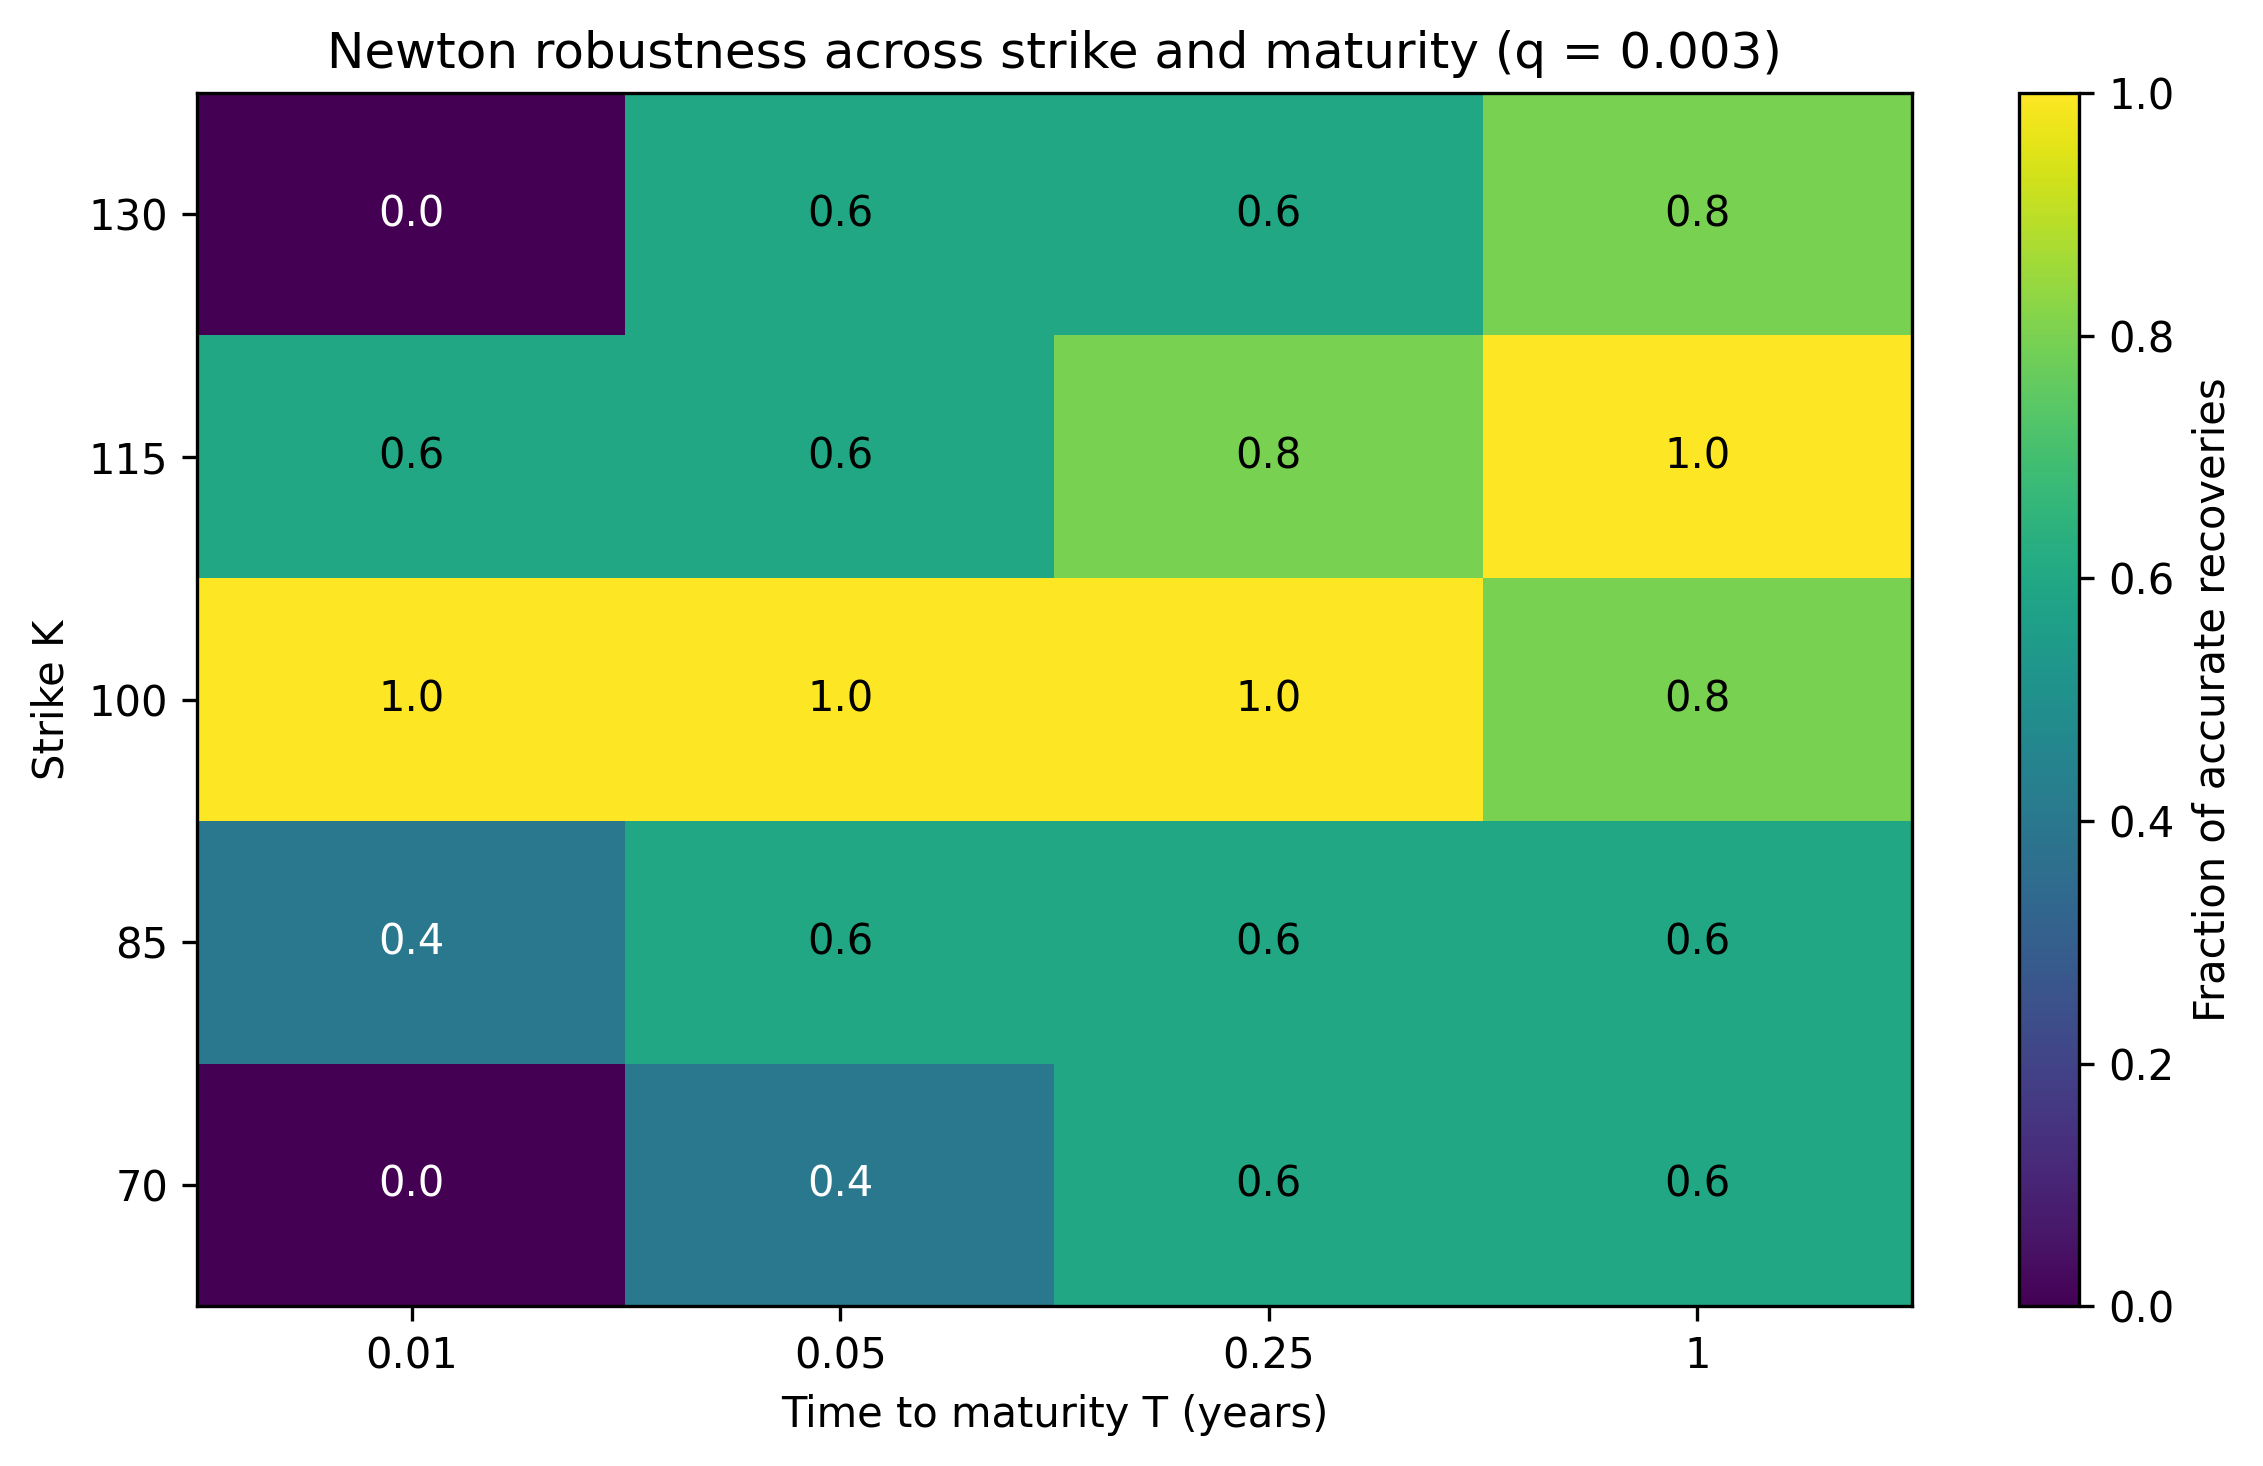 Newton robustness across strike and maturity (q = 0.003)
Strike K
130
0.0 0.6 0.6 0.8
115
0.6 0.6 0.8 1.0
100
1.0 1.0 1.0 0.8
85
0.4 0.6 0.6 0.6
70
0.0 0.4 0.6 0.6
0.01 0.05 0.25 1
Time to maturity T (years)
1.0
0.8
0.6
0.4
0.2
0.0
Fraction of accurate recoveries